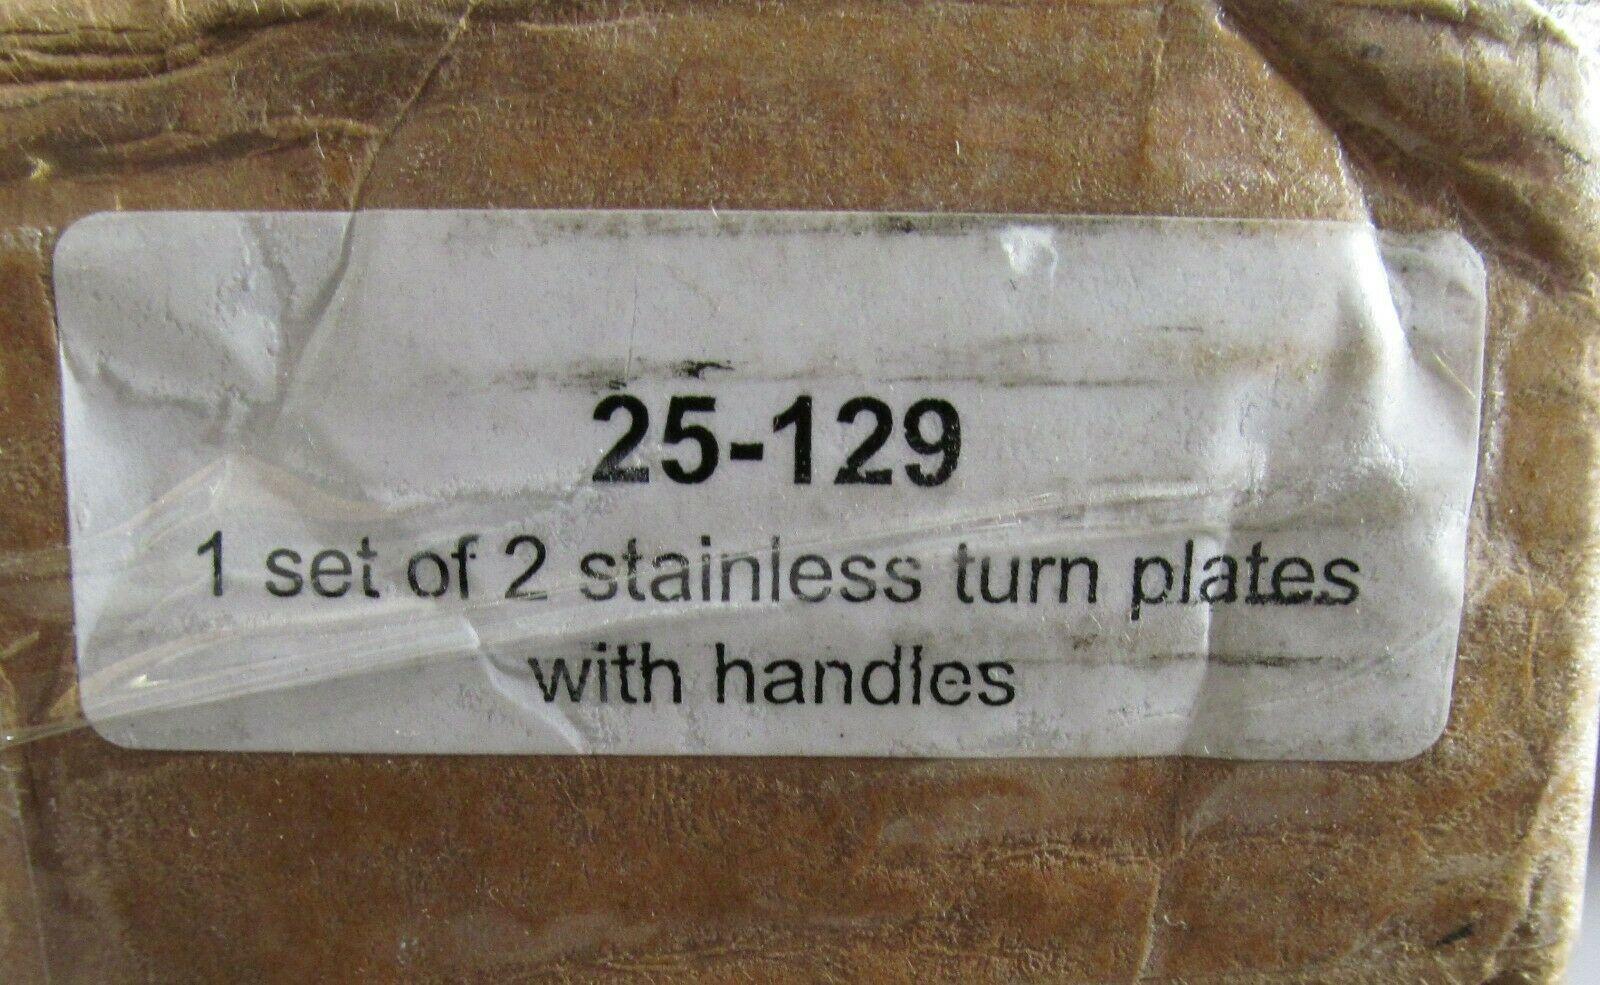 25-129
1 set of 2 stainless turn plates
with handles